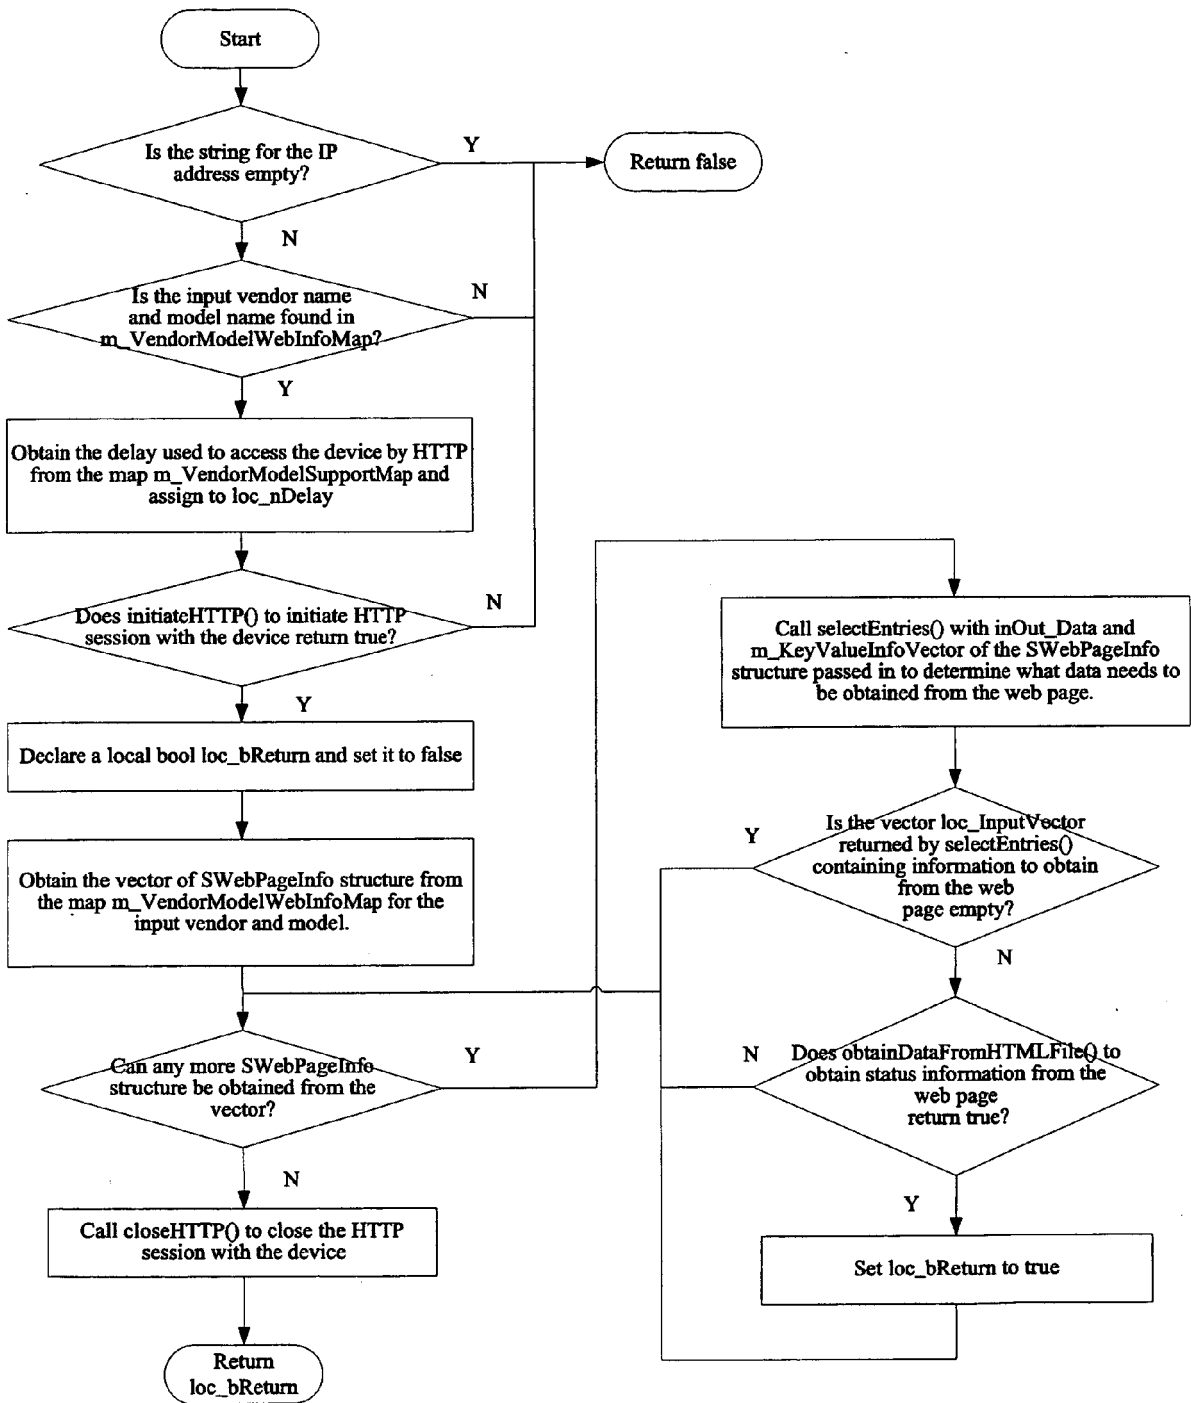 Start
Is the string for the IP
address empty?
Y
Return false
N
Is the input vendor name
and model name found in
m_VendorModelWebInfoMap?
N
Y
Obtain the delay used to access the device by HTTP
from the map m_VendorModelSupportMap and
assign to loc_nDelay
Does initiateHTTP() to initiate HTTP
session with the device return true?
N
Y
Declare a local bool loc_bReturn and set it to false
Obtain the vector of SWebPageInfo structure from
the map m_VendorModelWebInfoMap for the
input vendor and model.
Can any more SWebPageInfo
structure be obtained from the
vector?
Y
N
Call closeHTTP() to close the HTTP
session with the device
Return
loc_bReturn
Call selectEntries() with inOut_Data and
m_KeyValueInfoVector of the SWebPageInfo
structure passed in to determine what data needs to
be obtained from the web page.
Is the vector loc_InputVector
returned by selectEntries()
containing information to obtain
from the web
page empty?
Y
N
Does obtainDataFromHTMLFile() to
obtain status information from the
web page
return true?
N
Y
Set loc_bReturn to true